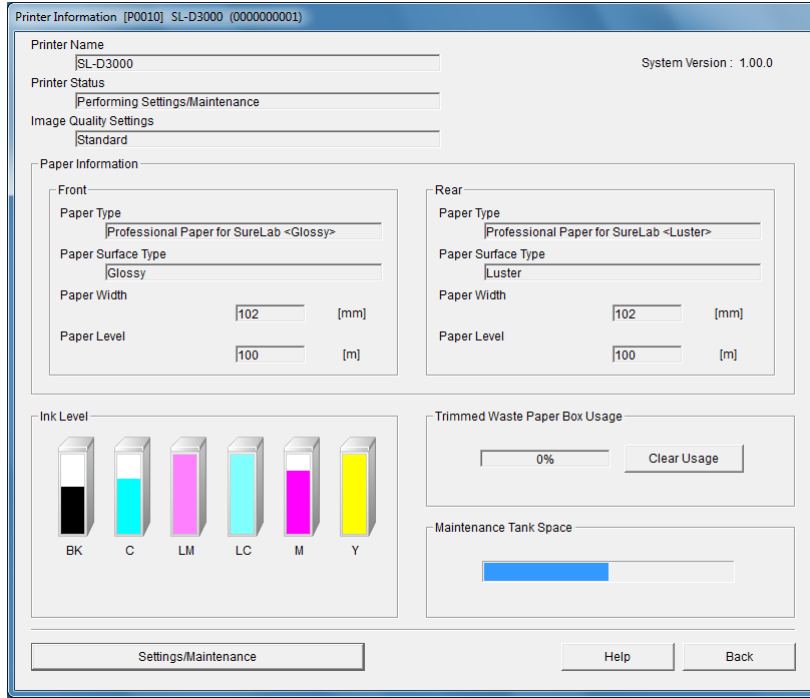 Printer Information [P0010] SL-D3000 (0000000001)
Printer Name
SL-D3000
System Version : 1.00.0
Printer Status
Performing Settings/Maintenance
Image Quality Settings
Standard
Paper Information
Front
Paper Type
Professional Paper for SureLab <Glossy>
Paper Surface Type
Glossy
Paper Width
102 [mm]
Paper Level
100 [m]
Rear
Paper Type
Professional Paper for SureLab <Luster>
Paper Surface Type
Luster
Paper Width
102 [mm]
Paper Level
100 [m]
Ink Level
BK C LM LC M Y
Trimmed Waste Paper Box Usage
0% Clear Usage
Maintenance Tank Space
Settings/Maintenance Help Back